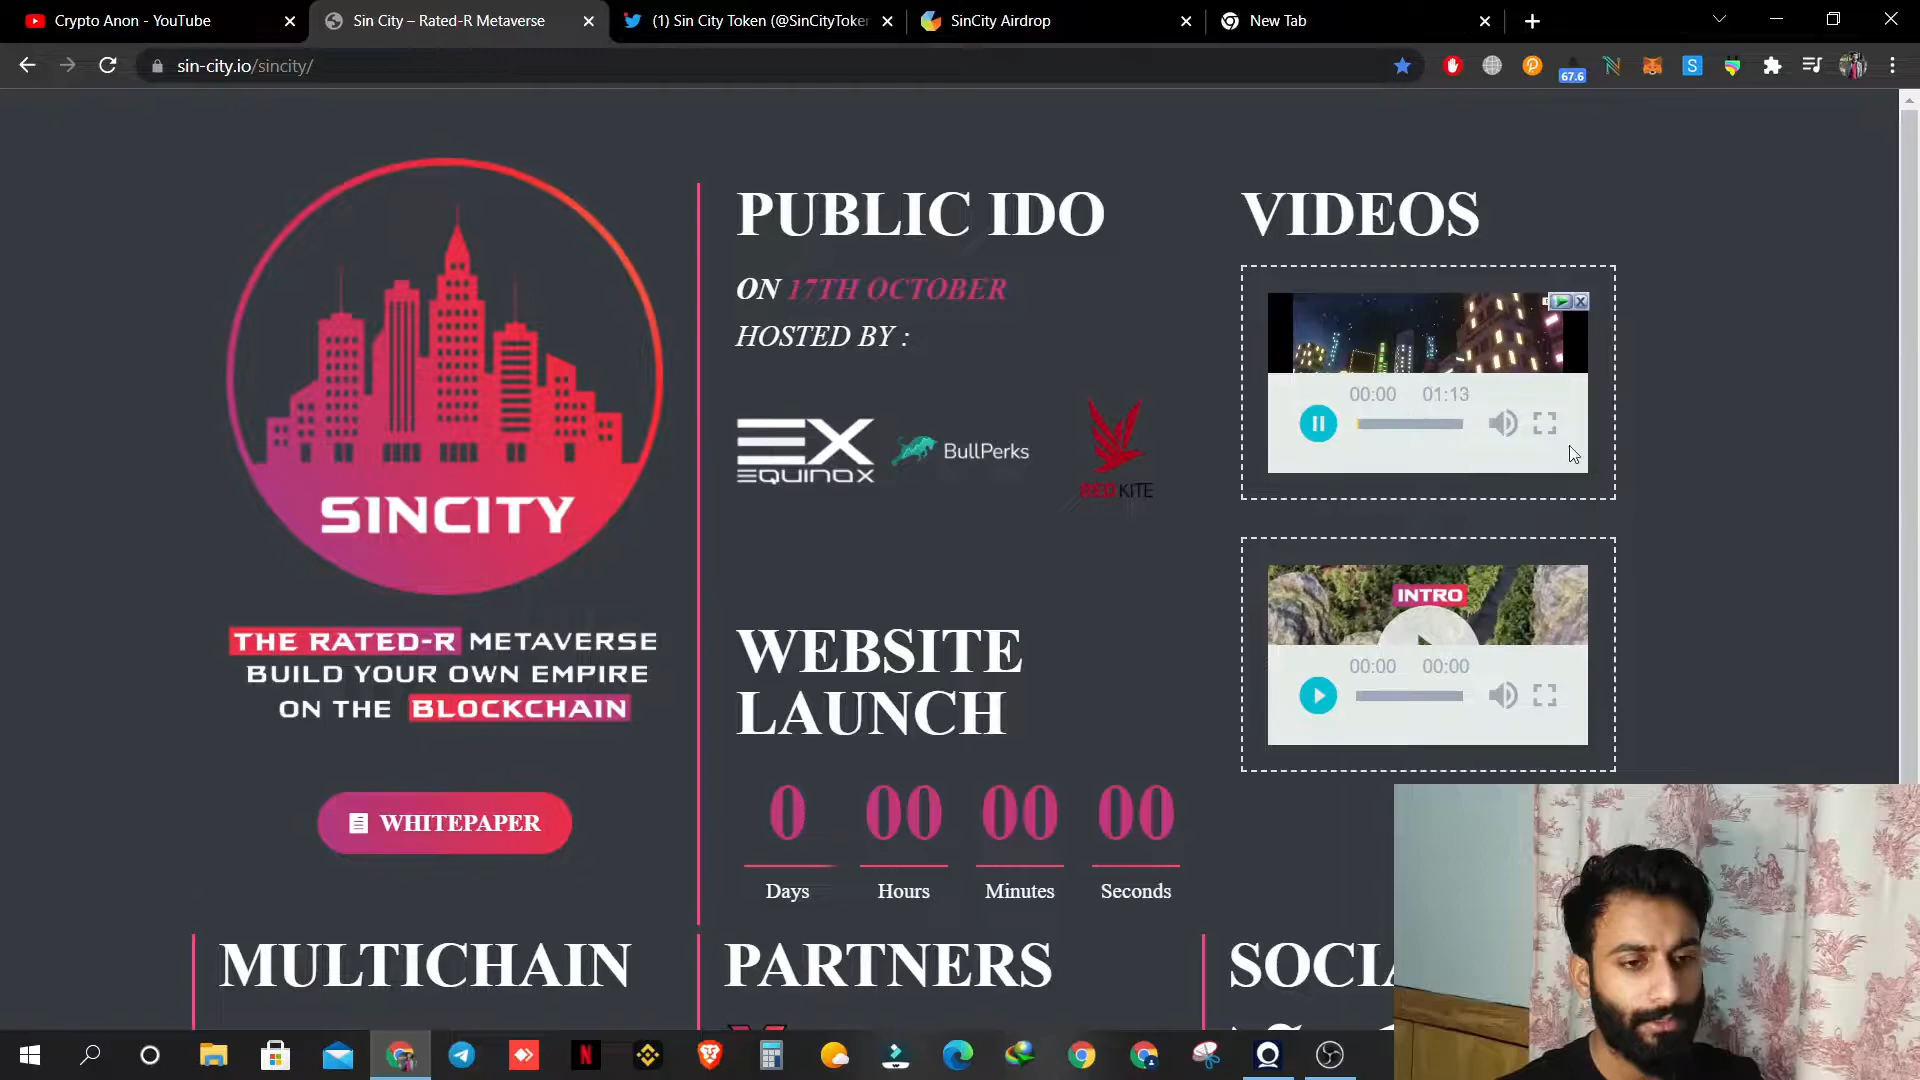 Crypto Anon - YouTube
Sin City – Rated-R Metaverse
(1) Sin City Token (@SinCityToke
SinCity Airdrop
New Tab
sin-city.io/sincity/
67.6
SINCITY
THE RATED-R METAVERSE
BUILD YOUR OWN EMPIRE
ON THE BLOCKCHAIN
WHITEPAPER
PUBLIC IDO
ON 17TH OCTOBER
HOSTED BY :
EX
EQUINOX
BullPerks
RED KITE
WEBSITE
LAUNCH
0 00 00 00
Days Hours Minutes Seconds
VIDEOS
00:00 01:13
INTRO
00:00 00:00
MULTICHAIN
PARTNERS
SOCIA